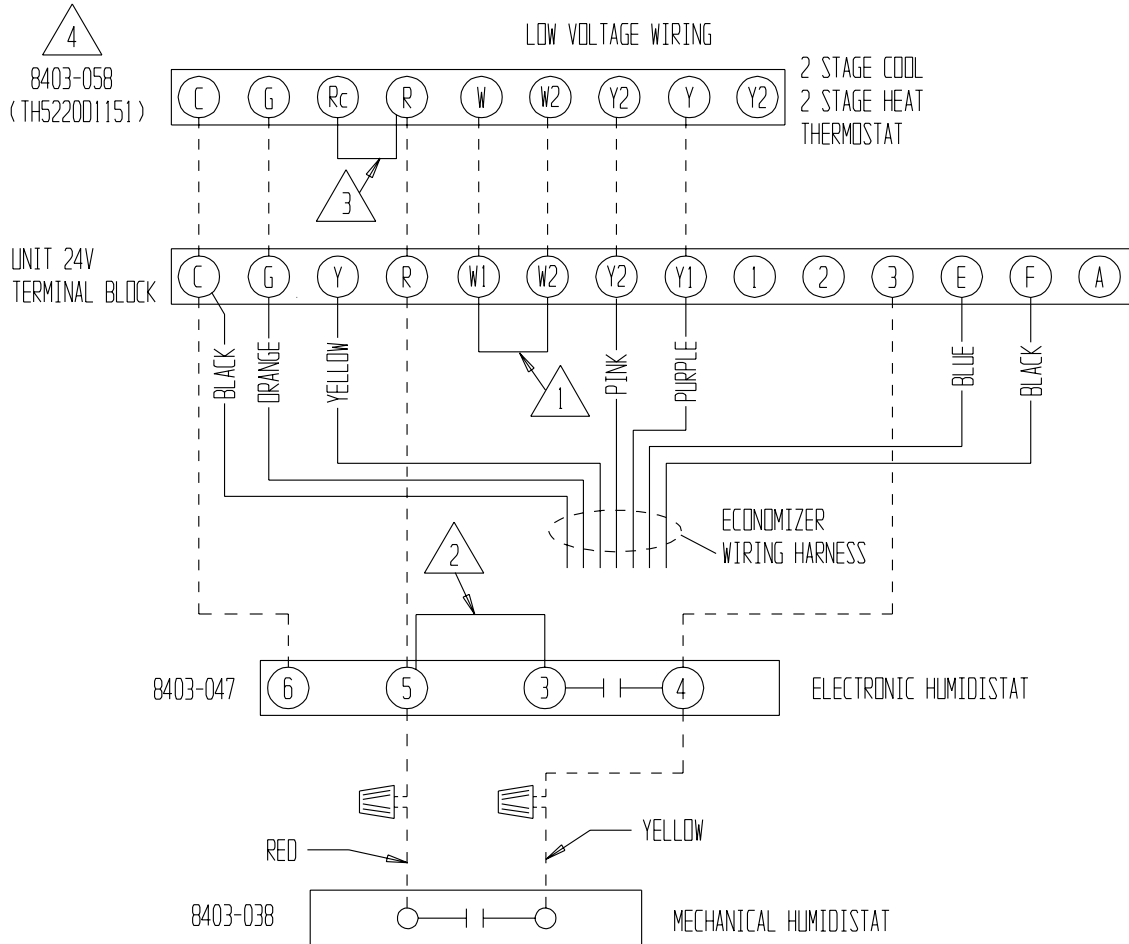 LOW VOLTAGE WIRING
4
8403-058
(TH5220D1151)
C G Rc R W W2 Y2 Y Y2
2 STAGE COOL
2 STAGE HEAT
THERMOSTAT
3
UNIT 24V
TERMINAL BLOCK
C G Y R W1 W2 Y2 Y1 1 2 3 E F A
BLACK
ORANGE
YELLOW
1
PINK
PURPLE
BLUE
BLACK
2
ECONOMIZER
WIRING HARNESS
8403-047
6 5 3 4
ELECTRONIC HUMIDISTAT
RED
YELLOW
8403-038
MECHANICAL HUMIDISTAT